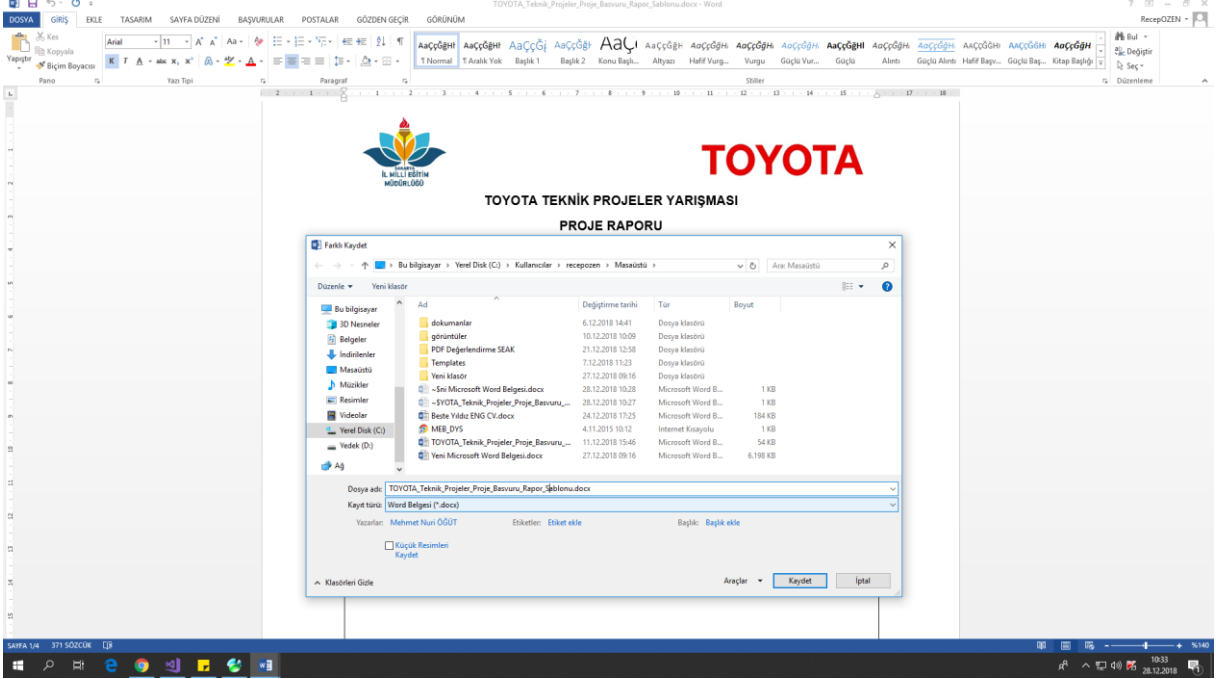 TOYOTA_Teknik_Projeler_Proje_Basvuru_Rapor_Sablonu.docx - Word
DOSYA GİRİŞ EKLE TASARIM SAYFA DÜZENİ BAŞVURULAR POSTALAR GÖZDEN GEÇİR GÖRÜNÜM RecepOZEN
Yapıştır
Kes
Kopyala
Biçim Boyacısı
Pano
Arial 11
Yazı Tipi
Paragraf
¶ Normal ¶ Aralık Yok Başlık 1 Başlık 2 Konu Başlı... Altyazı Hafif Vurg... Vurgu Güçlü Vur... Güçlü Alıntı Güçlü Alıntı Hafif Başv... Güçlü Baş... Kitap Başlığı
Stiller
Bul
Değiştir
Seç
Düzenleme
SAKARYA
İL MİLLİ EĞİTİM
MÜDÜRLÜĞÜ
TOYOTA
TOYOTA TEKNİK PROJELER YARIŞMASI
PROJE RAPORU
Farklı Kaydet
Bu bilgisayar › Yerel Disk (C:) › Kullanıcılar › recepozen › Masaüstü ›
Ara: Masaüstü
Düzenle Yeni klasör
Bu bilgisayar
3D Nesneler
Belgeler
İndirilenler
Masaüstü
Müzikler
Resimler
Videolar
Yerel Disk (C:)
Yedek (D:)
Ağ
Ad Değiştirme tarihi Tür Boyut
dokumanlar 6.12.2018 14:41 Dosya klasörü
görüntüler 10.12.2018 10:09 Dosya klasörü
PDF Değerlendirme SEAK 21.12.2018 12:58 Dosya klasörü
Templates 7.12.2018 11:23 Dosya klasörü
Yeni klasör 27.12.2018 09:16 Dosya klasörü
~$ni Microsoft Word Belgesi.docx 28.12.2018 10:28 Microsoft Word B... 1 KB
~$YOTA_Teknik_Projeler_Proje_Basvuru_... 28.12.2018 10:27 Microsoft Word B... 1 KB
Beste Yıldız ENG CV.docx 24.12.2018 17:25 Microsoft Word B... 184 KB
MEB_DYS 4.11.2015 10:12 Internet Kısayolu 1 KB
TOYOTA_Teknik_Projeler_Proje_Basvuru_... 11.12.2018 15:46 Microsoft Word B... 54 KB
Yeni Microsoft Word Belgesi.docx 27.12.2018 09:16 Microsoft Word B... 6.198 KB
Dosya adı: TOYOTA_Teknik_Projeler_Proje_Basvuru_Rapor_Sablonu.docx
Kayıt türü: Word Belgesi (*.docx)
Yazarlar: Mehmet Nuri ÖĞÜT Etiketler: Etiket ekle Başlık: Başlık ekle
Küçük Resimleri
Kaydet
Klasörleri Gizle Araçlar Kaydet İptal
SAYFA 1/4 371 SÖZCÜK %140
10:33
28.12.2018